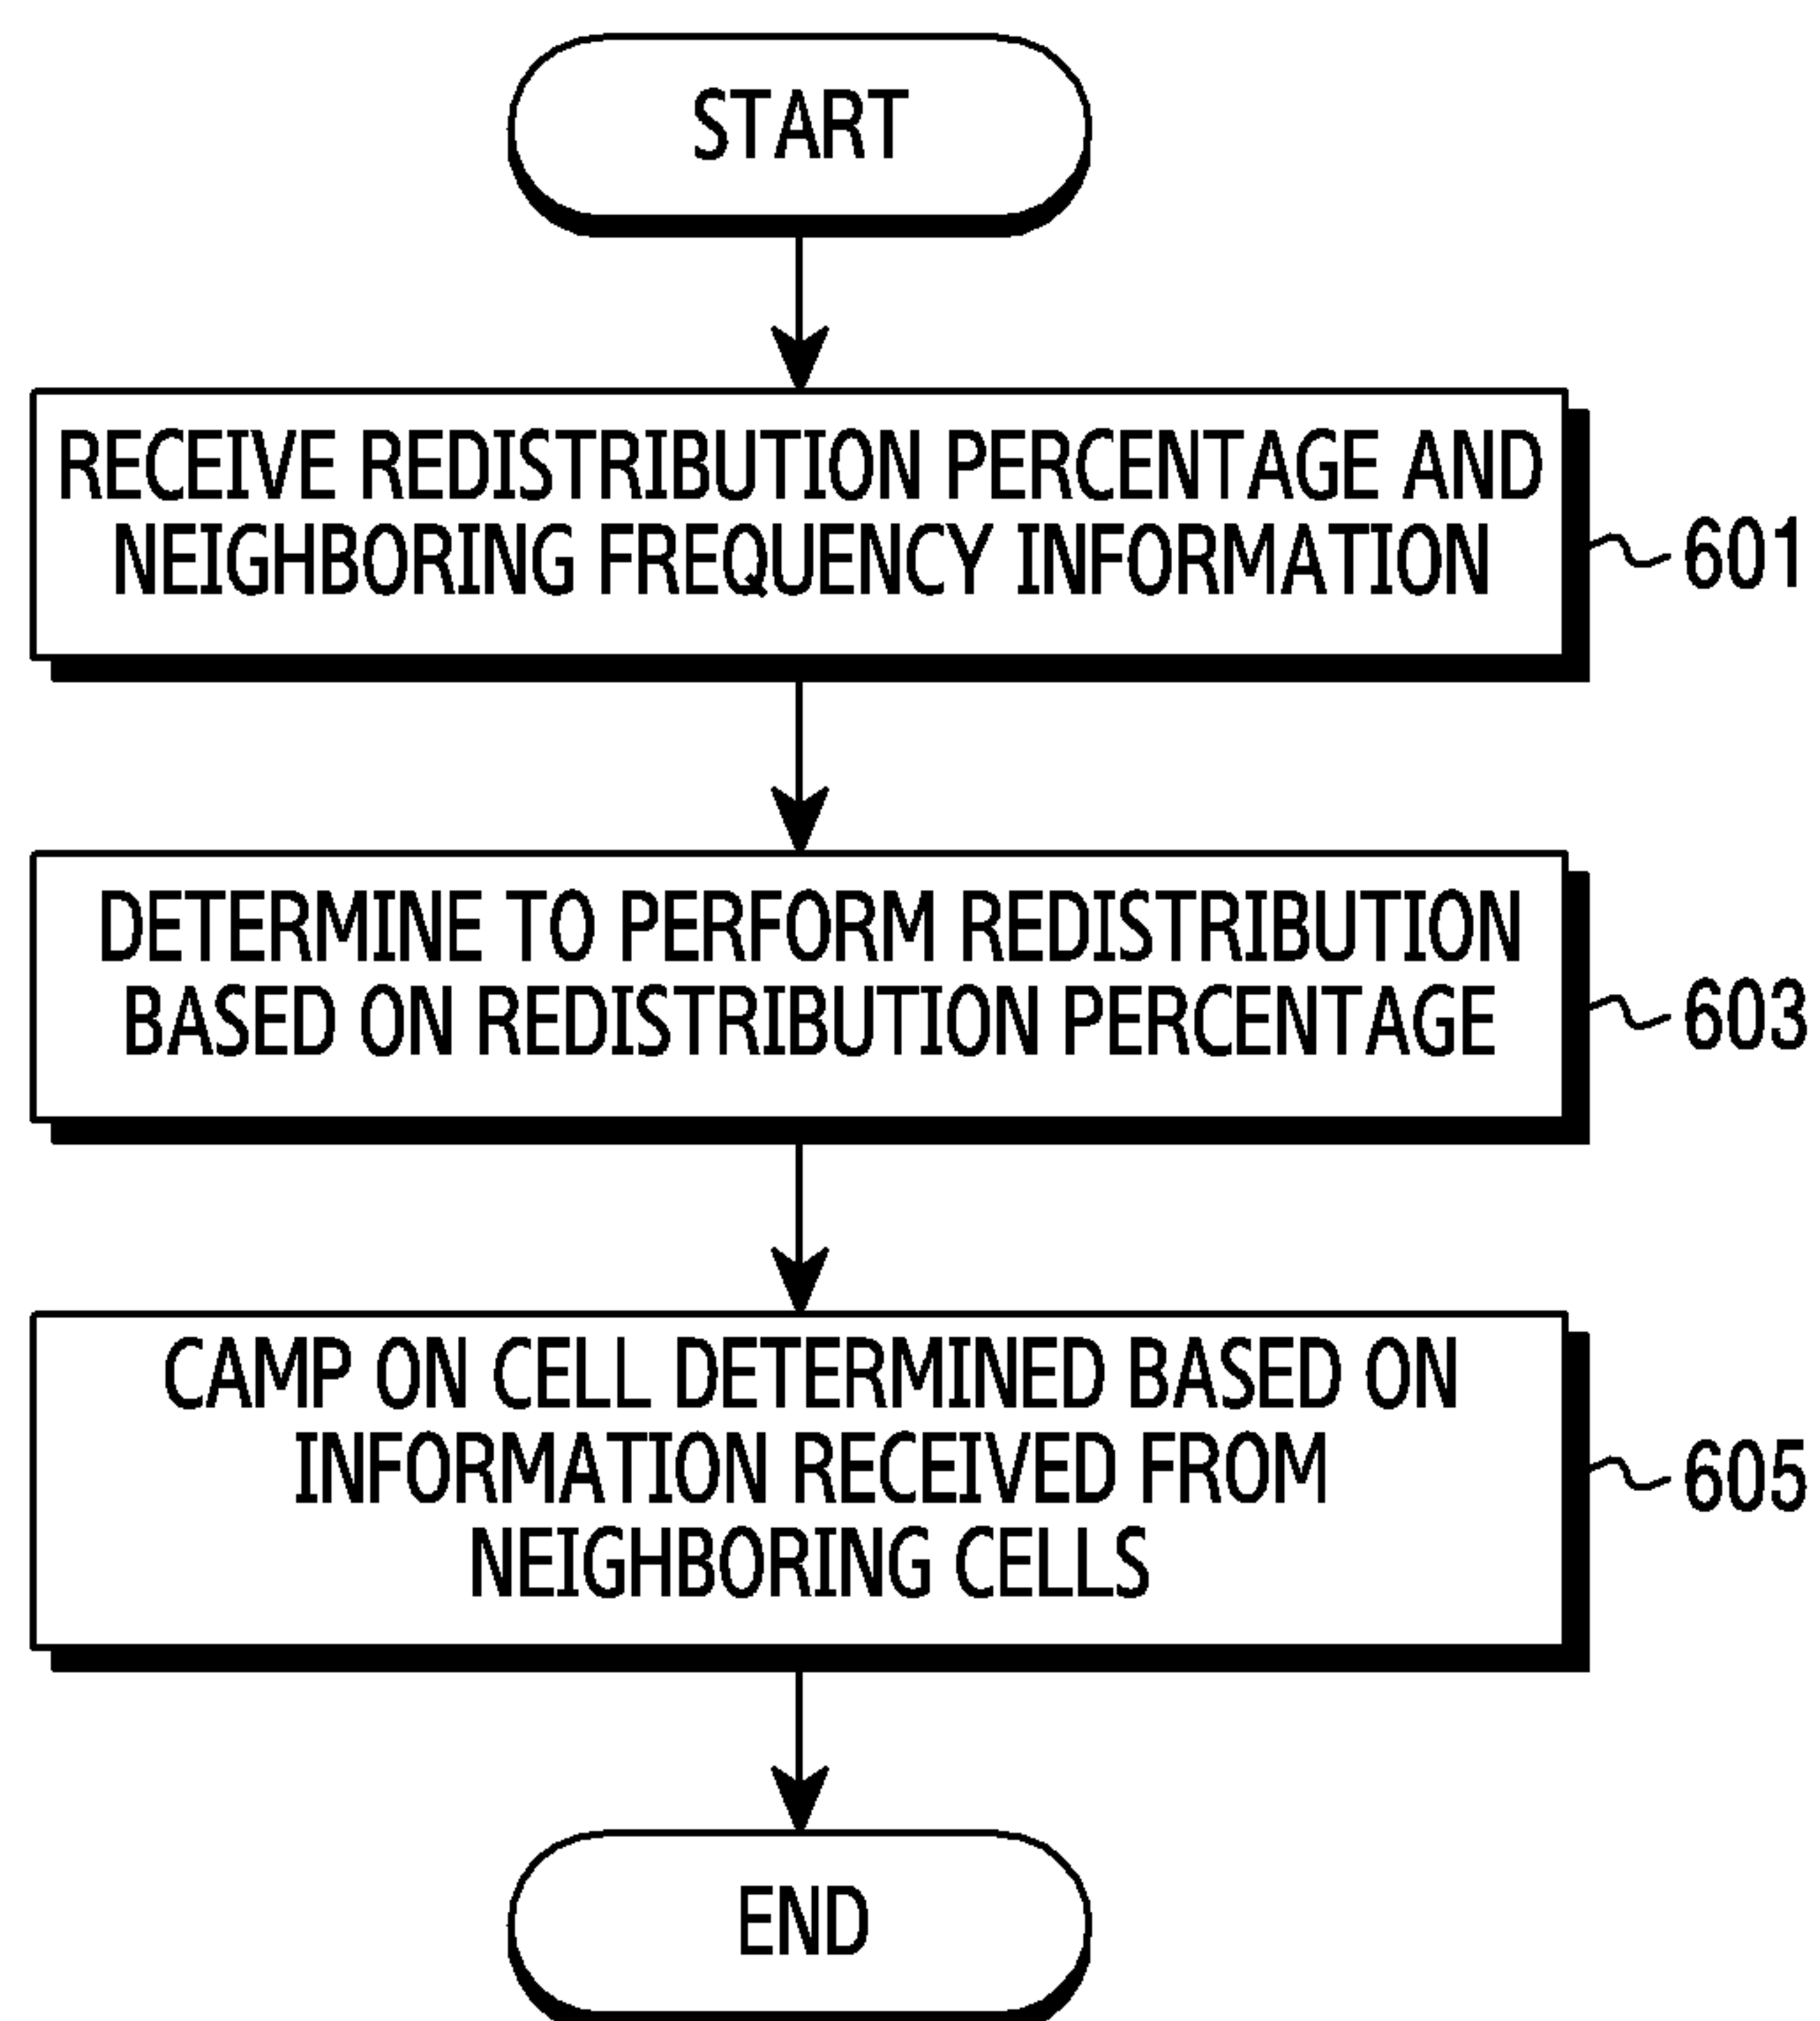 START
RECEIVE REDISTRIBUTION PERCENTAGE AND
NEIGHBORING FREQUENCY INFORMATION
601
DETERMINE TO PERFORM REDISTRIBUTION
BASED ON REDISTRIBUTION PERCENTAGE
603
CAMP ON CELL DETERMINED BASED ON
INFORMATION RECEIVED FROM
NEIGHBORING CELLS
605
END